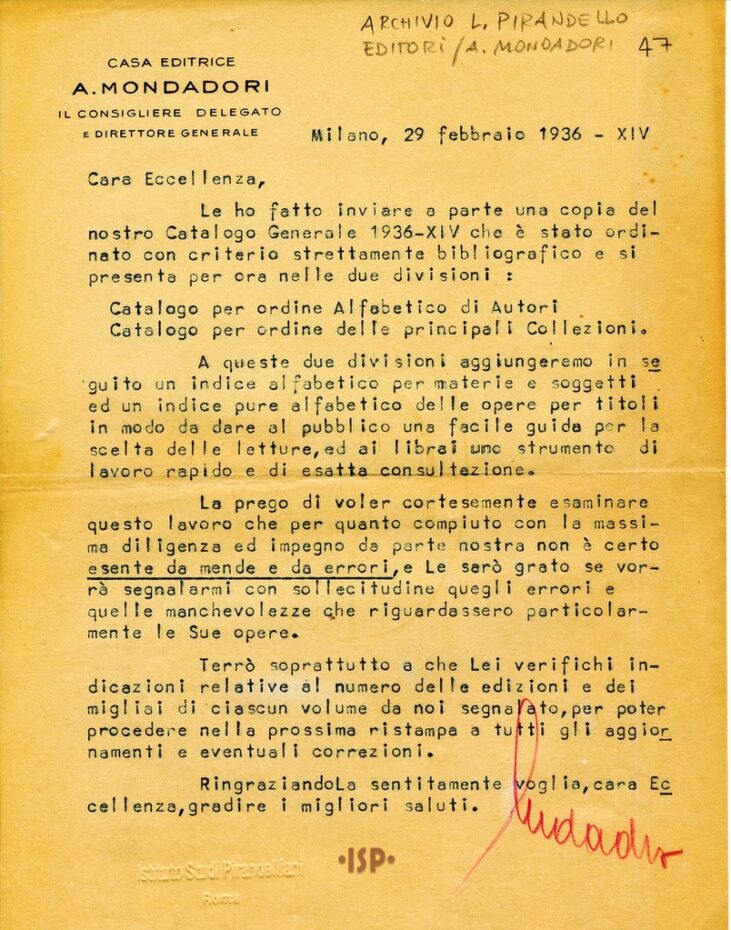 ARCHIVIO L. PIRANDELLO
EDITORI / A. MONDADORI 47
CASA EDITRICE
A. MONDADORI
IL CONSIGLIERE DELEGATO
E DIRETTORE GENERALE
Milano, 29 febbraio 1936 - XIV
Cara Eccellenza,
Le ho fatto inviare a parte una copia del
nostro Catalogo Generale 1936-XIV che è stato ordi-
nato con criterio strettamente bibliografico e si
presenta per ora nelle due divisioni :
Catalogo per ordine Alfabetico di Autori
Catalogo per ordine delle principali Collezioni.
A queste due divisioni aggiungeremo in se
guito un indice alfabetico per materie e soggetti
ed un indice pure alfabetico delle opere per titoli
in modo da dare al pubblico una facile guida per la
scelta delle letture,ed ai librai uno strumento di
lavoro rapido e di esatta consultazione.
La prego di voler cortesemente esaminare
questo lavoro che per quanto compiuto con la massi-
ma diligenza ed impegno da parte nostra non è certo
esente da mende e da errori,e Le sarò grato se vor-
rà segnalarmi con sollecitudine quegli errori e
quelle manchevolezze che riguardassero particolar-
mente le Sue opere.
Terrò soprattutto a che Lei verifichi in-
dicazioni relative al numero delle edizioni e dei
migliai di ciascun volume da noi segnalato,per poter
procedere nella prossima ristampa a tutti gli aggior
namenti e eventuali correzioni.
RingraziandoLa sentitamente voglia,cara Ec
cellenza,gradire i migliori saluti.
Mondadori
•ISP•
Istituto Studi Pirandelliani
Roma